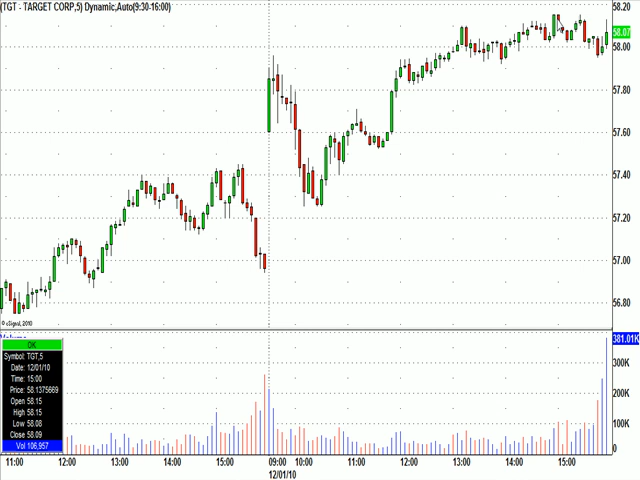 (TGT - TARGET CORP,5) Dynamic,Auto(9:30-16:00)
58.20
58.07
58.00
57.80
57.60
57.40
57.20
57.00
56.80
© eSignal, 2010
Volume
381.01K
300K
200K
100K
0
OK
Symbol: TGT,5
Date: 12/01/10
Time: 15:00
Price: 58.1375669
Open 58.15
High 58.15
Low 58.08
Close 58.09
Vol 106,957
11:00 12:00 13:00 14:00 15:00 09:00 10:00 11:00 12:00 13:00 14:00 15:00
12/01/10